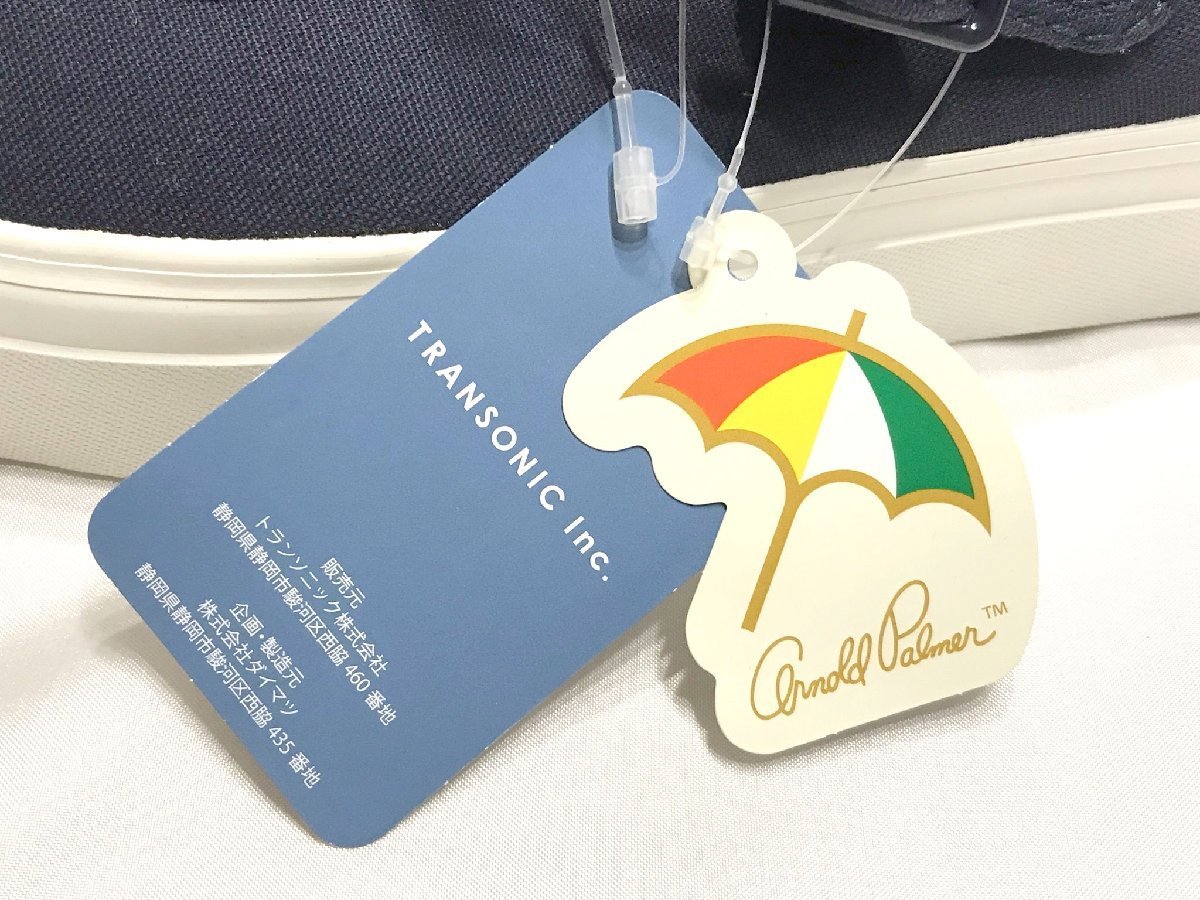 TRANSONIC Inc.
販売元
トランソニック株式会社
静岡県静岡市駿河区西脇 460 番地
企画・製造元
株式会社ダイマツ
静岡県静岡市駿河区西脇 435 番地
Arnold Palmer™